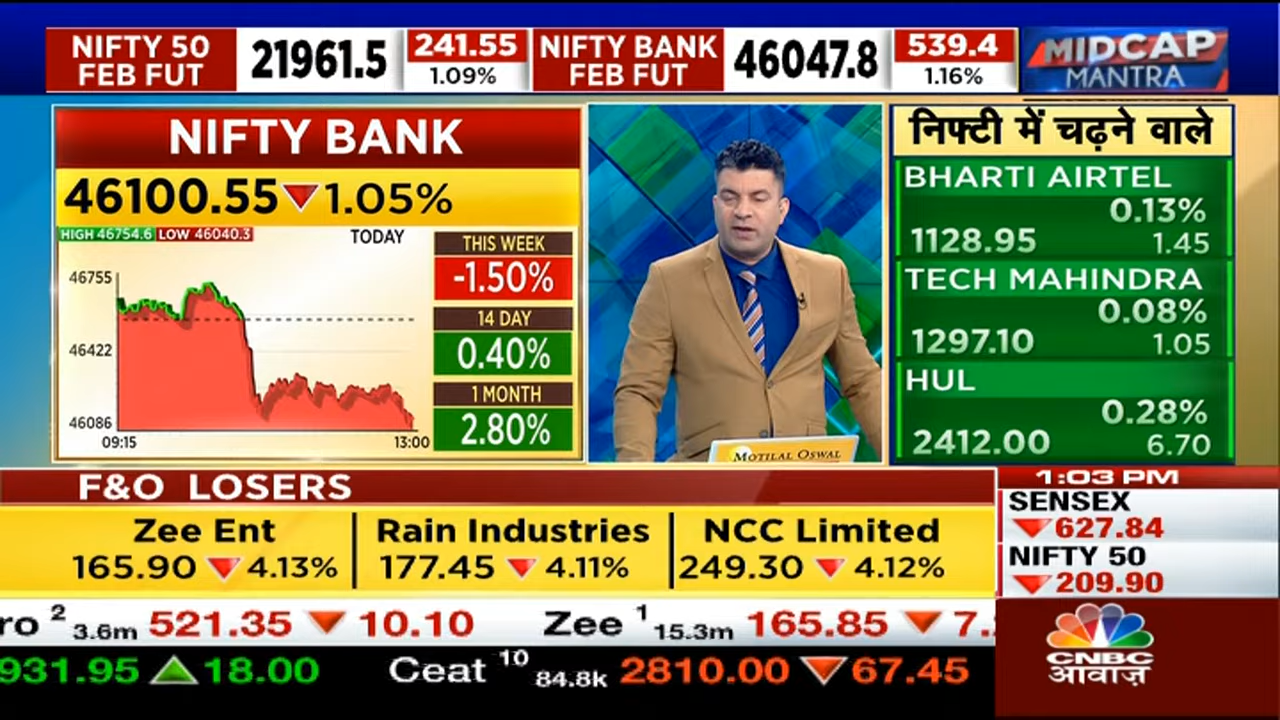 NIFTY 50
FEB FUT
21961.5
241.55
1.09%
NIFTY BANK
FEB FUT
46047.8
539.4
1.16%
MIDCAP
MANTRA
NIFTY BANK
46100.55 1.05%
HIGH 46754.6 LOW 46040.3
TODAY
46755
46422
46086
09:15
13:00
THIS WEEK
-1.50%
14 DAY
0.40%
1 MONTH
2.80%
MOTILAL OSWAL
निफ्टी में चढ़ने वाले
BHARTI AIRTEL
0.13%
1128.95 1.45
TECH MAHINDRA
0.08%
1297.10 1.05
HUL
0.28%
2412.00 6.70
F&O LOSERS
Zee Ent
165.90 4.13%
Rain Industries
177.45 4.11%
NCC Limited
249.30 4.12%
1:03 PM
SENSEX
627.84
NIFTY 50
209.90
ro 2 3.6m 521.35 10.10 Zee 1 15.3m 165.85 7.
931.95 18.00 Ceat 10 84.8k 2810.00 67.45
CNBC
आवाज़